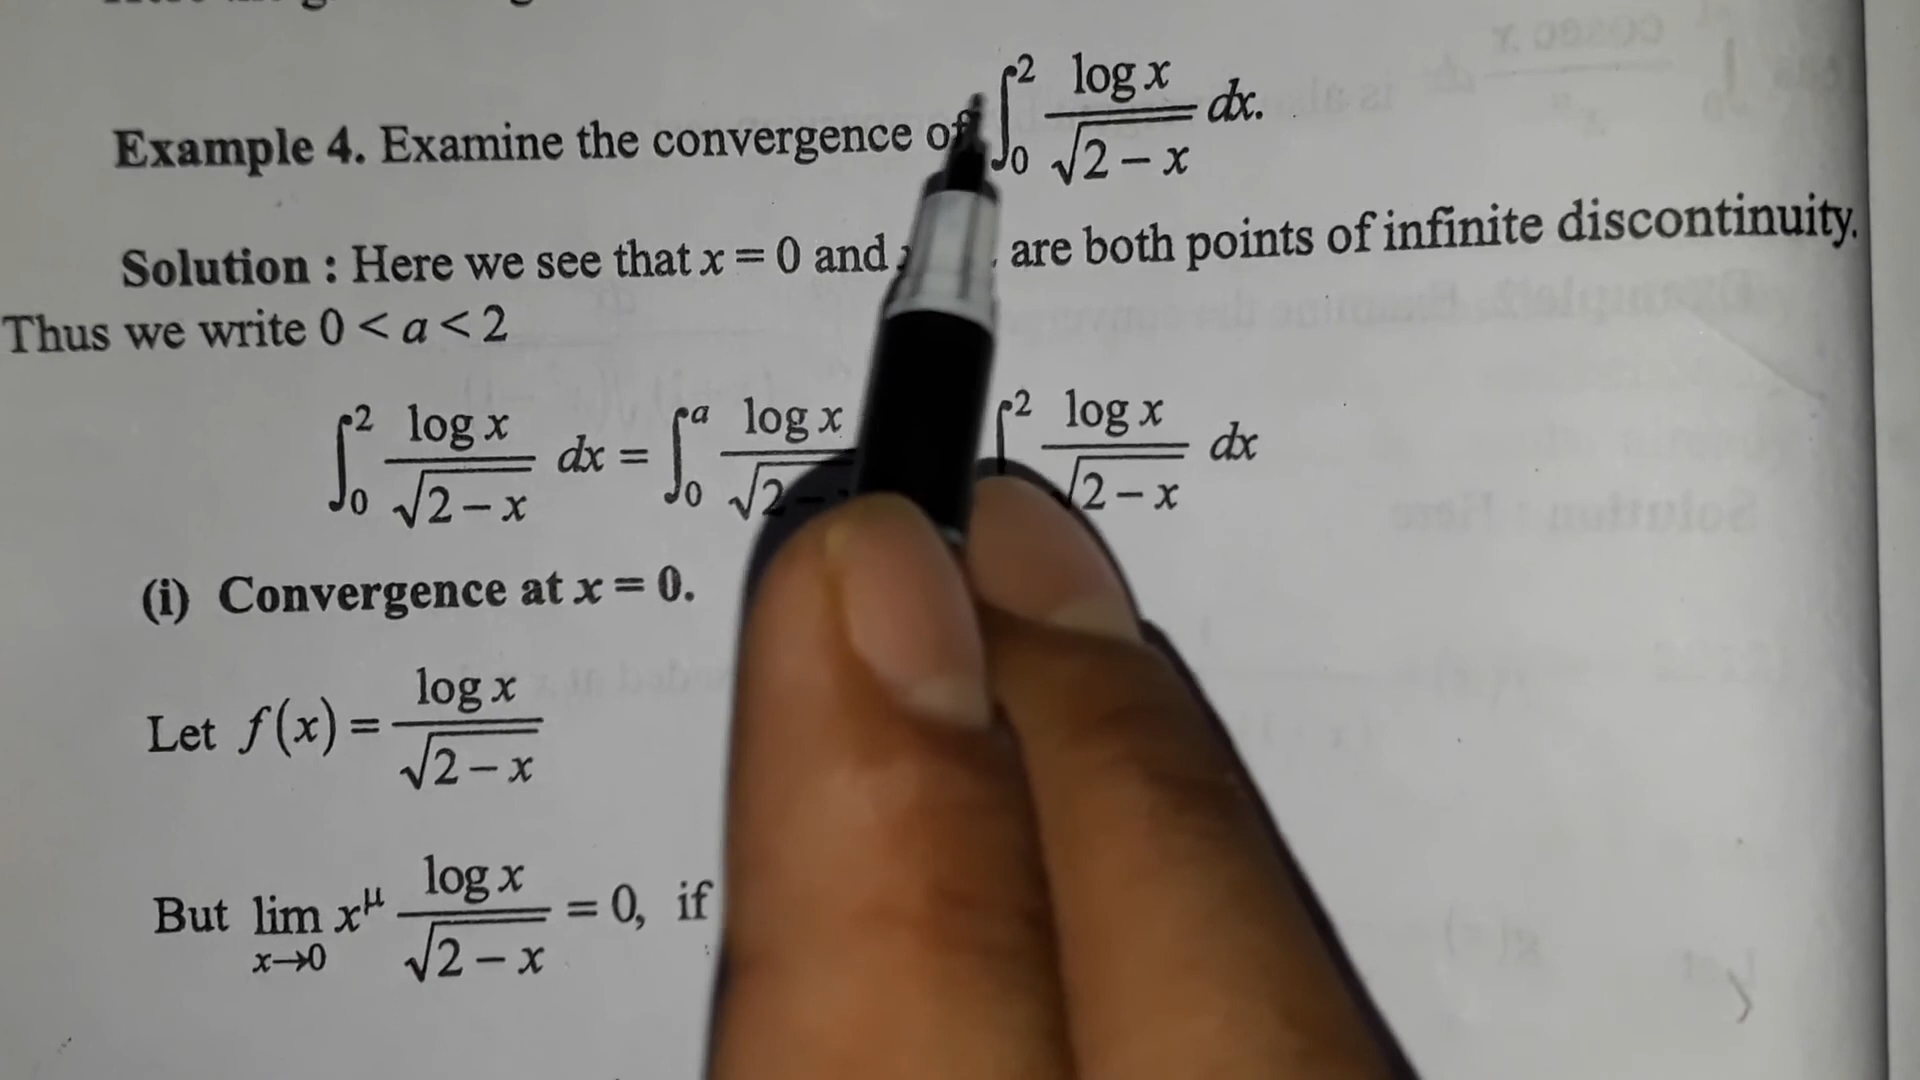 Example 4. Examine the convergence of ∫₀² log x / √(2 – x) dx.
Solution : Here we see that x = 0 and are both points of infinite discontinuity.
Thus we write 0 < a < 2
∫₀² log x / √(2 – x) dx = ∫₀ᵃ log x / √2 ∫² log x / √(2 – x) dx
(i) Convergence at x = 0.
Let f(x) = log x / √(2 – x)
But lim x→0 x^μ log x / √(2 – x) = 0, if